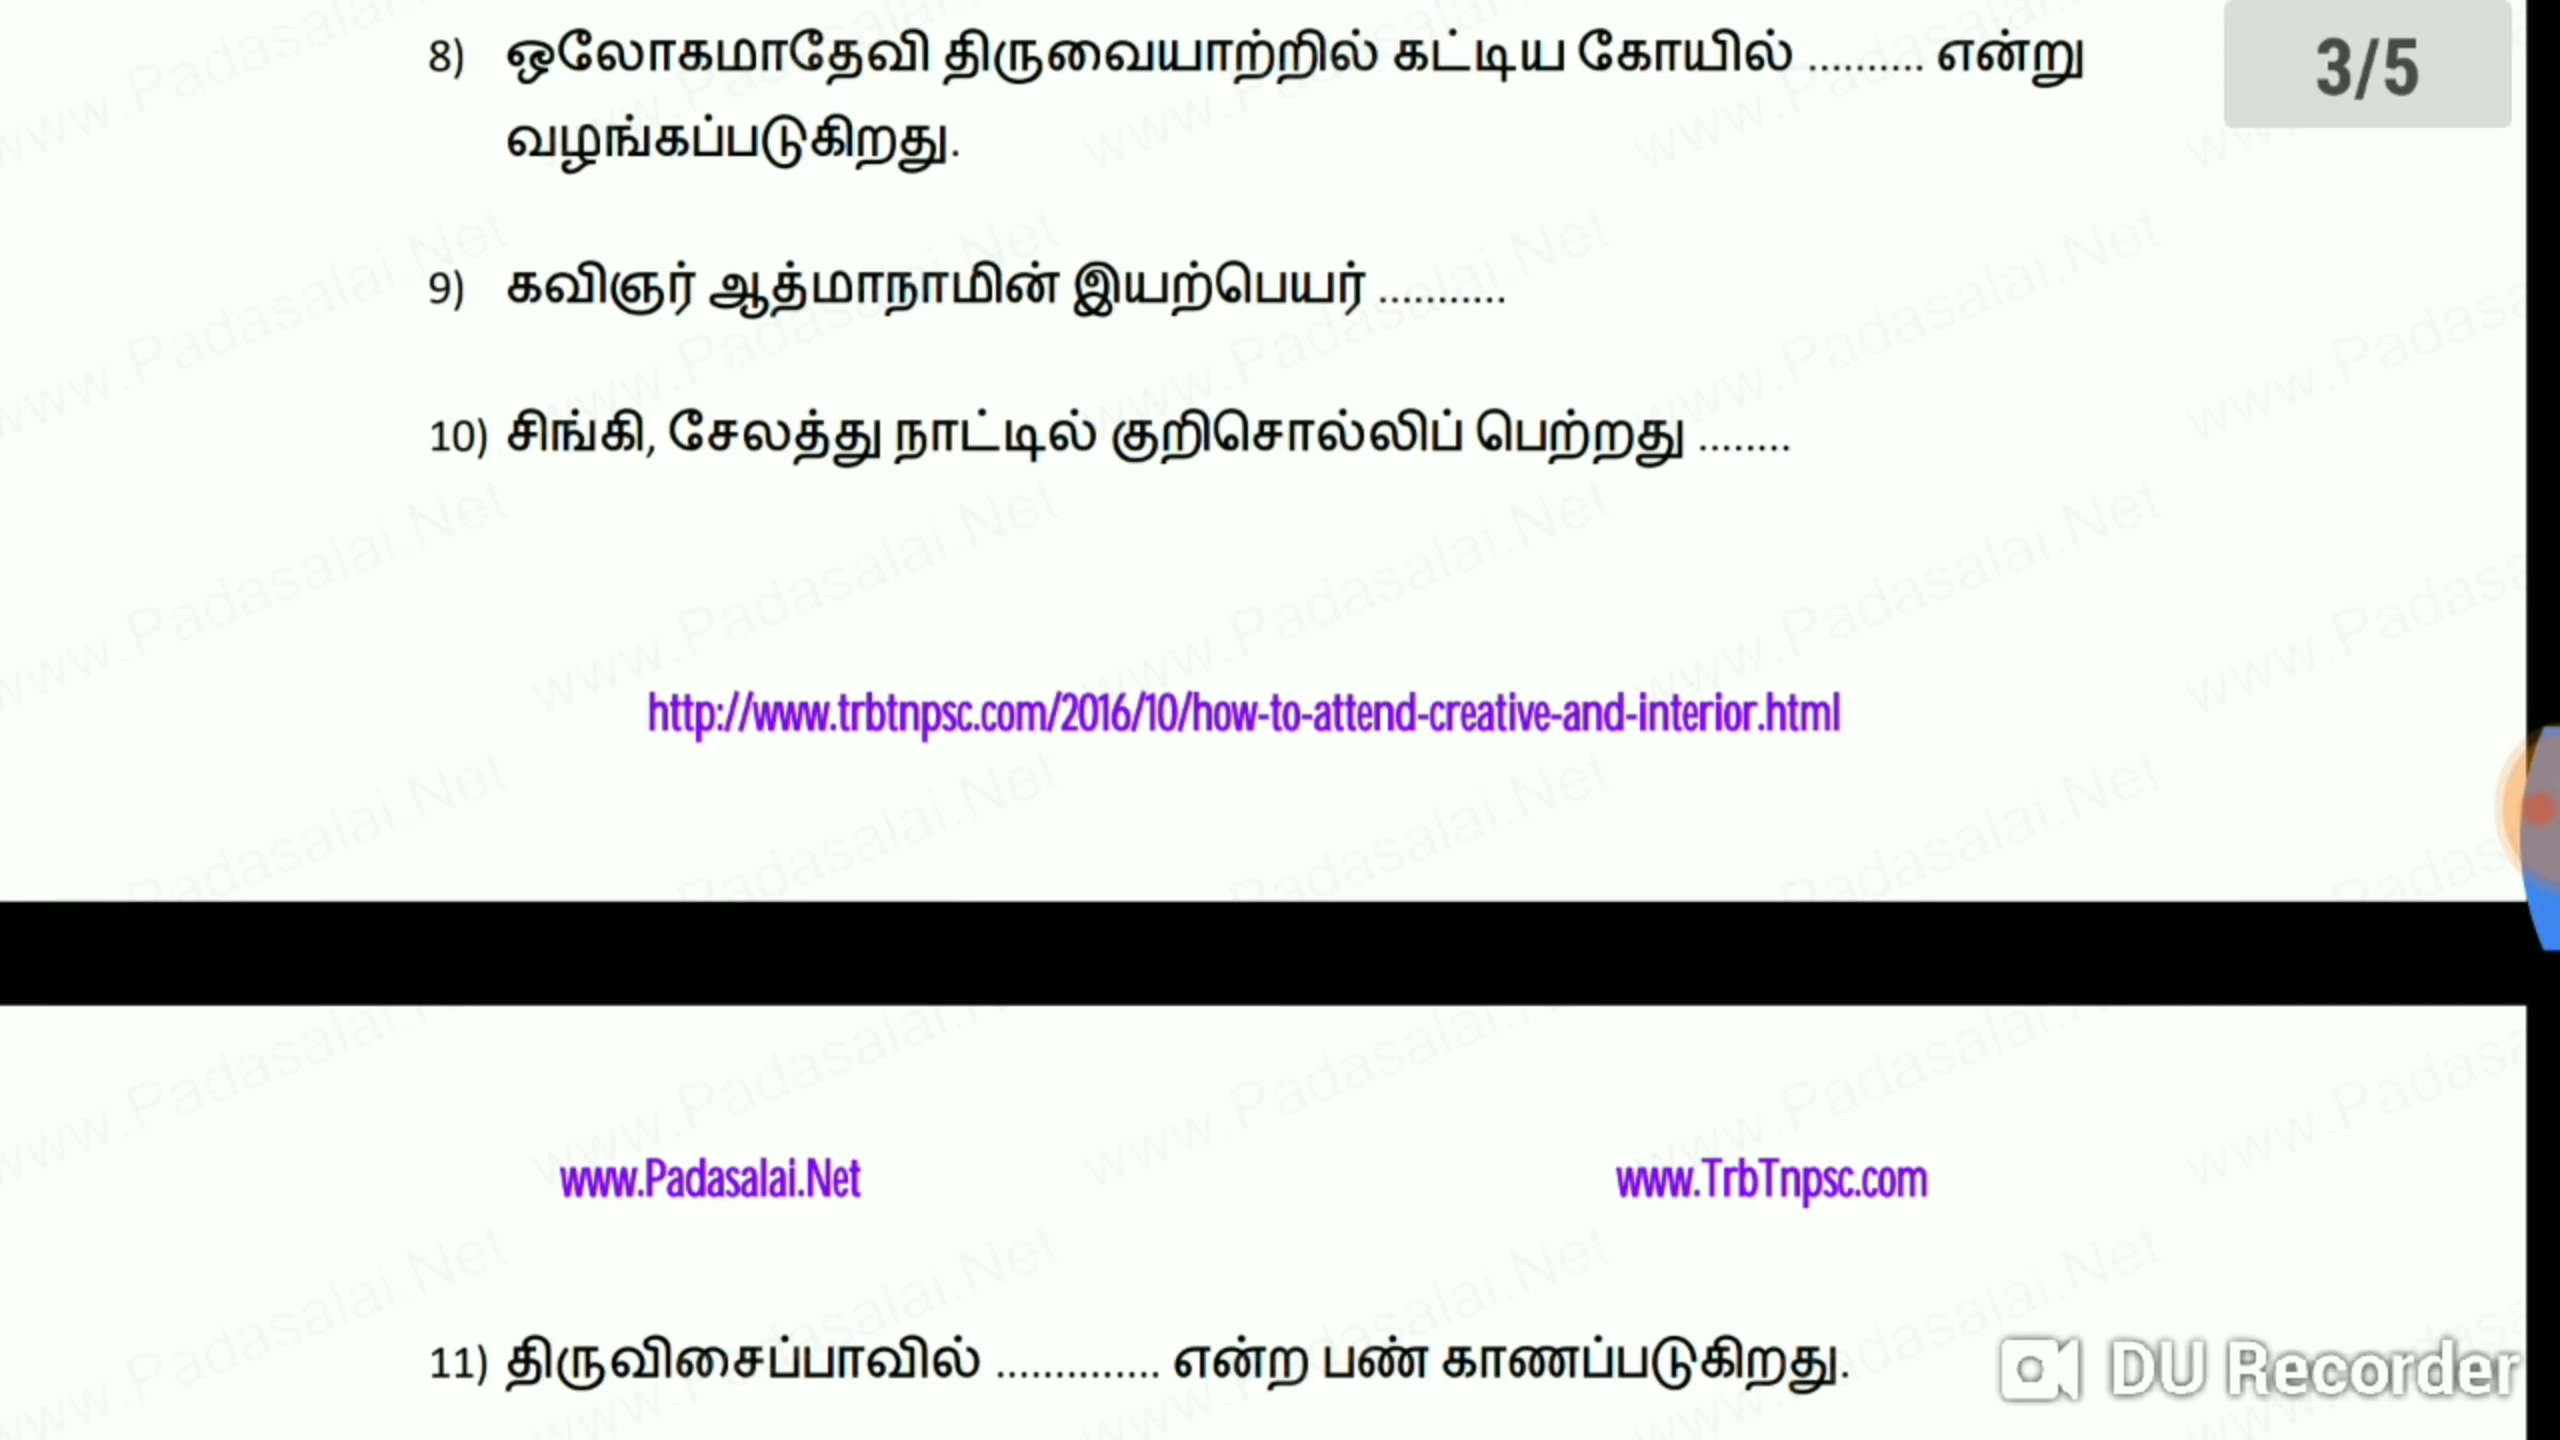 8) ஒலோகமாதேவி திருவையாற்றில் கட்டிய கோயில் .......... என்று
வழங்கப்படுகிறது.
3/5
9) கவிஞர் ஆத்மாநாமின் இயற்பெயர் ...........
10) சிங்கி, சேலத்து நாட்டில் குறிசொல்லிப் பெற்றது ........
http://www.trbtnpsc.com/2016/10/how-to-attend-creative-and-interior.html
www.Padasalai.Net www.TrbTnpsc.com
11) திருவிசைப்பாவில் .............. என்ற பண் காணப்படுகிறது.
DU Recorder